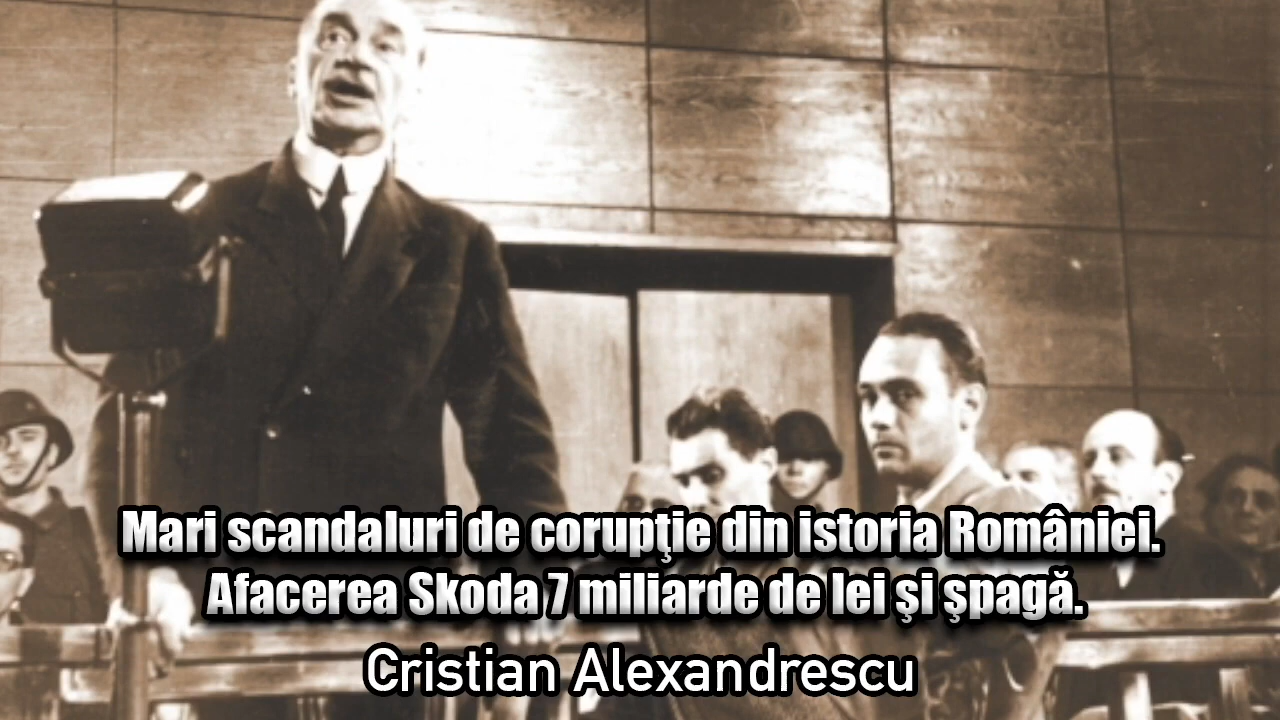 Mari scandaluri de corupţie din istoria României.
Afacerea Skoda 7 miliarde de lei şi şpagă.
Cristian Alexandrescu